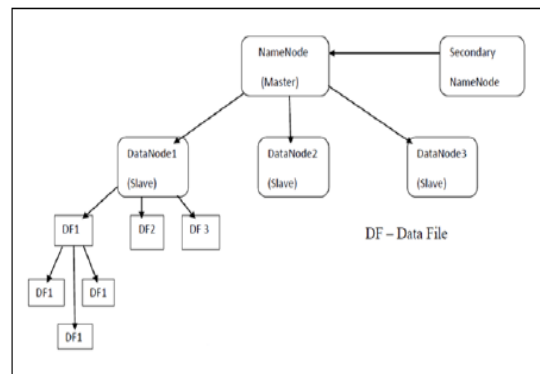 NameNode
(Master)
Secondary
NameNode
DataNode1
(Slave)
DataNode2
(Slave)
DataNode3
(Slave)
DF1
DF2
DF 3
DF – Data File
DF1
DF1
DF1